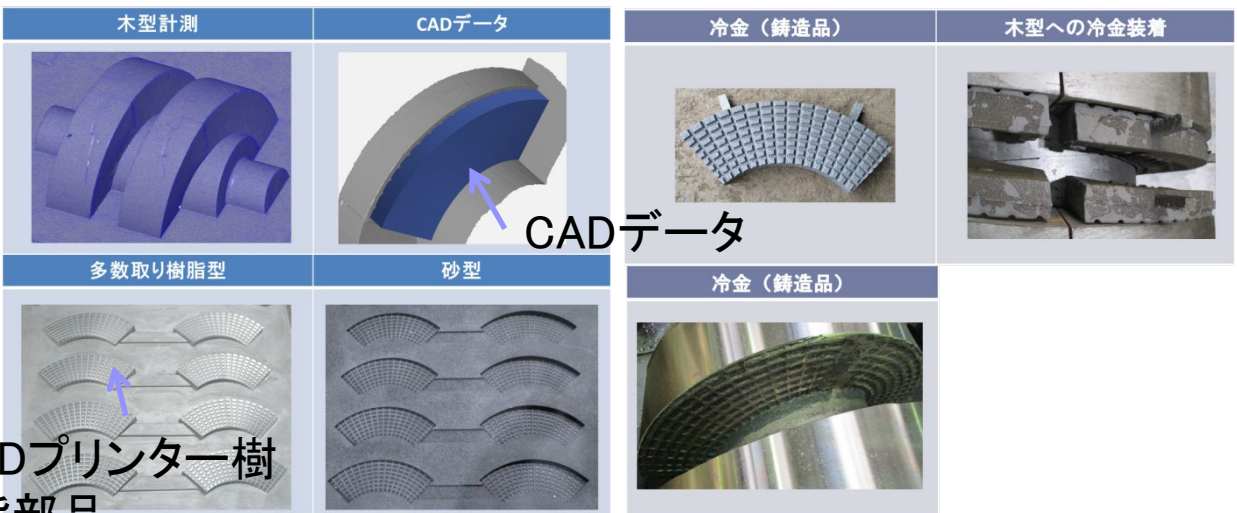 木型計測
CADデータ
冷金（鋳造品）
木型への冷金装着
CADデータ
多数取り樹脂型
砂型
冷金（鋳造品）
Dプリンター樹
部品